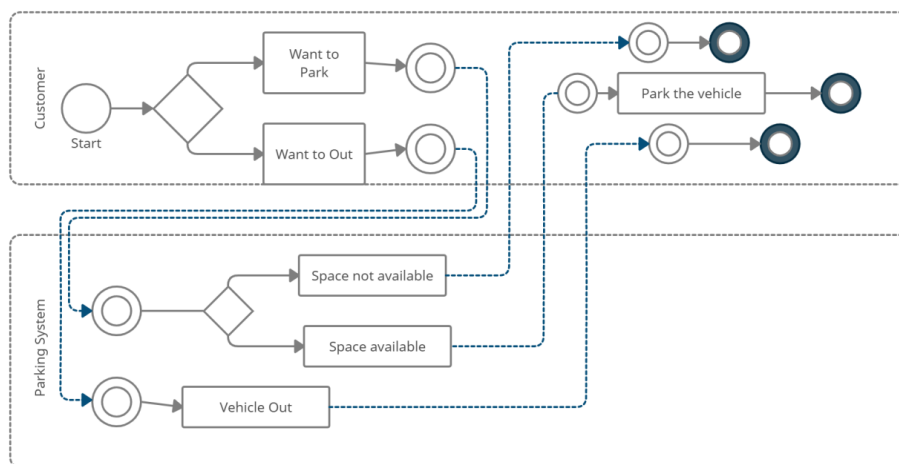 Customer
Start
Want to
Park
Want to Out
Park the vehicle
Parking System
Space not available
Space available
Vehicle Out